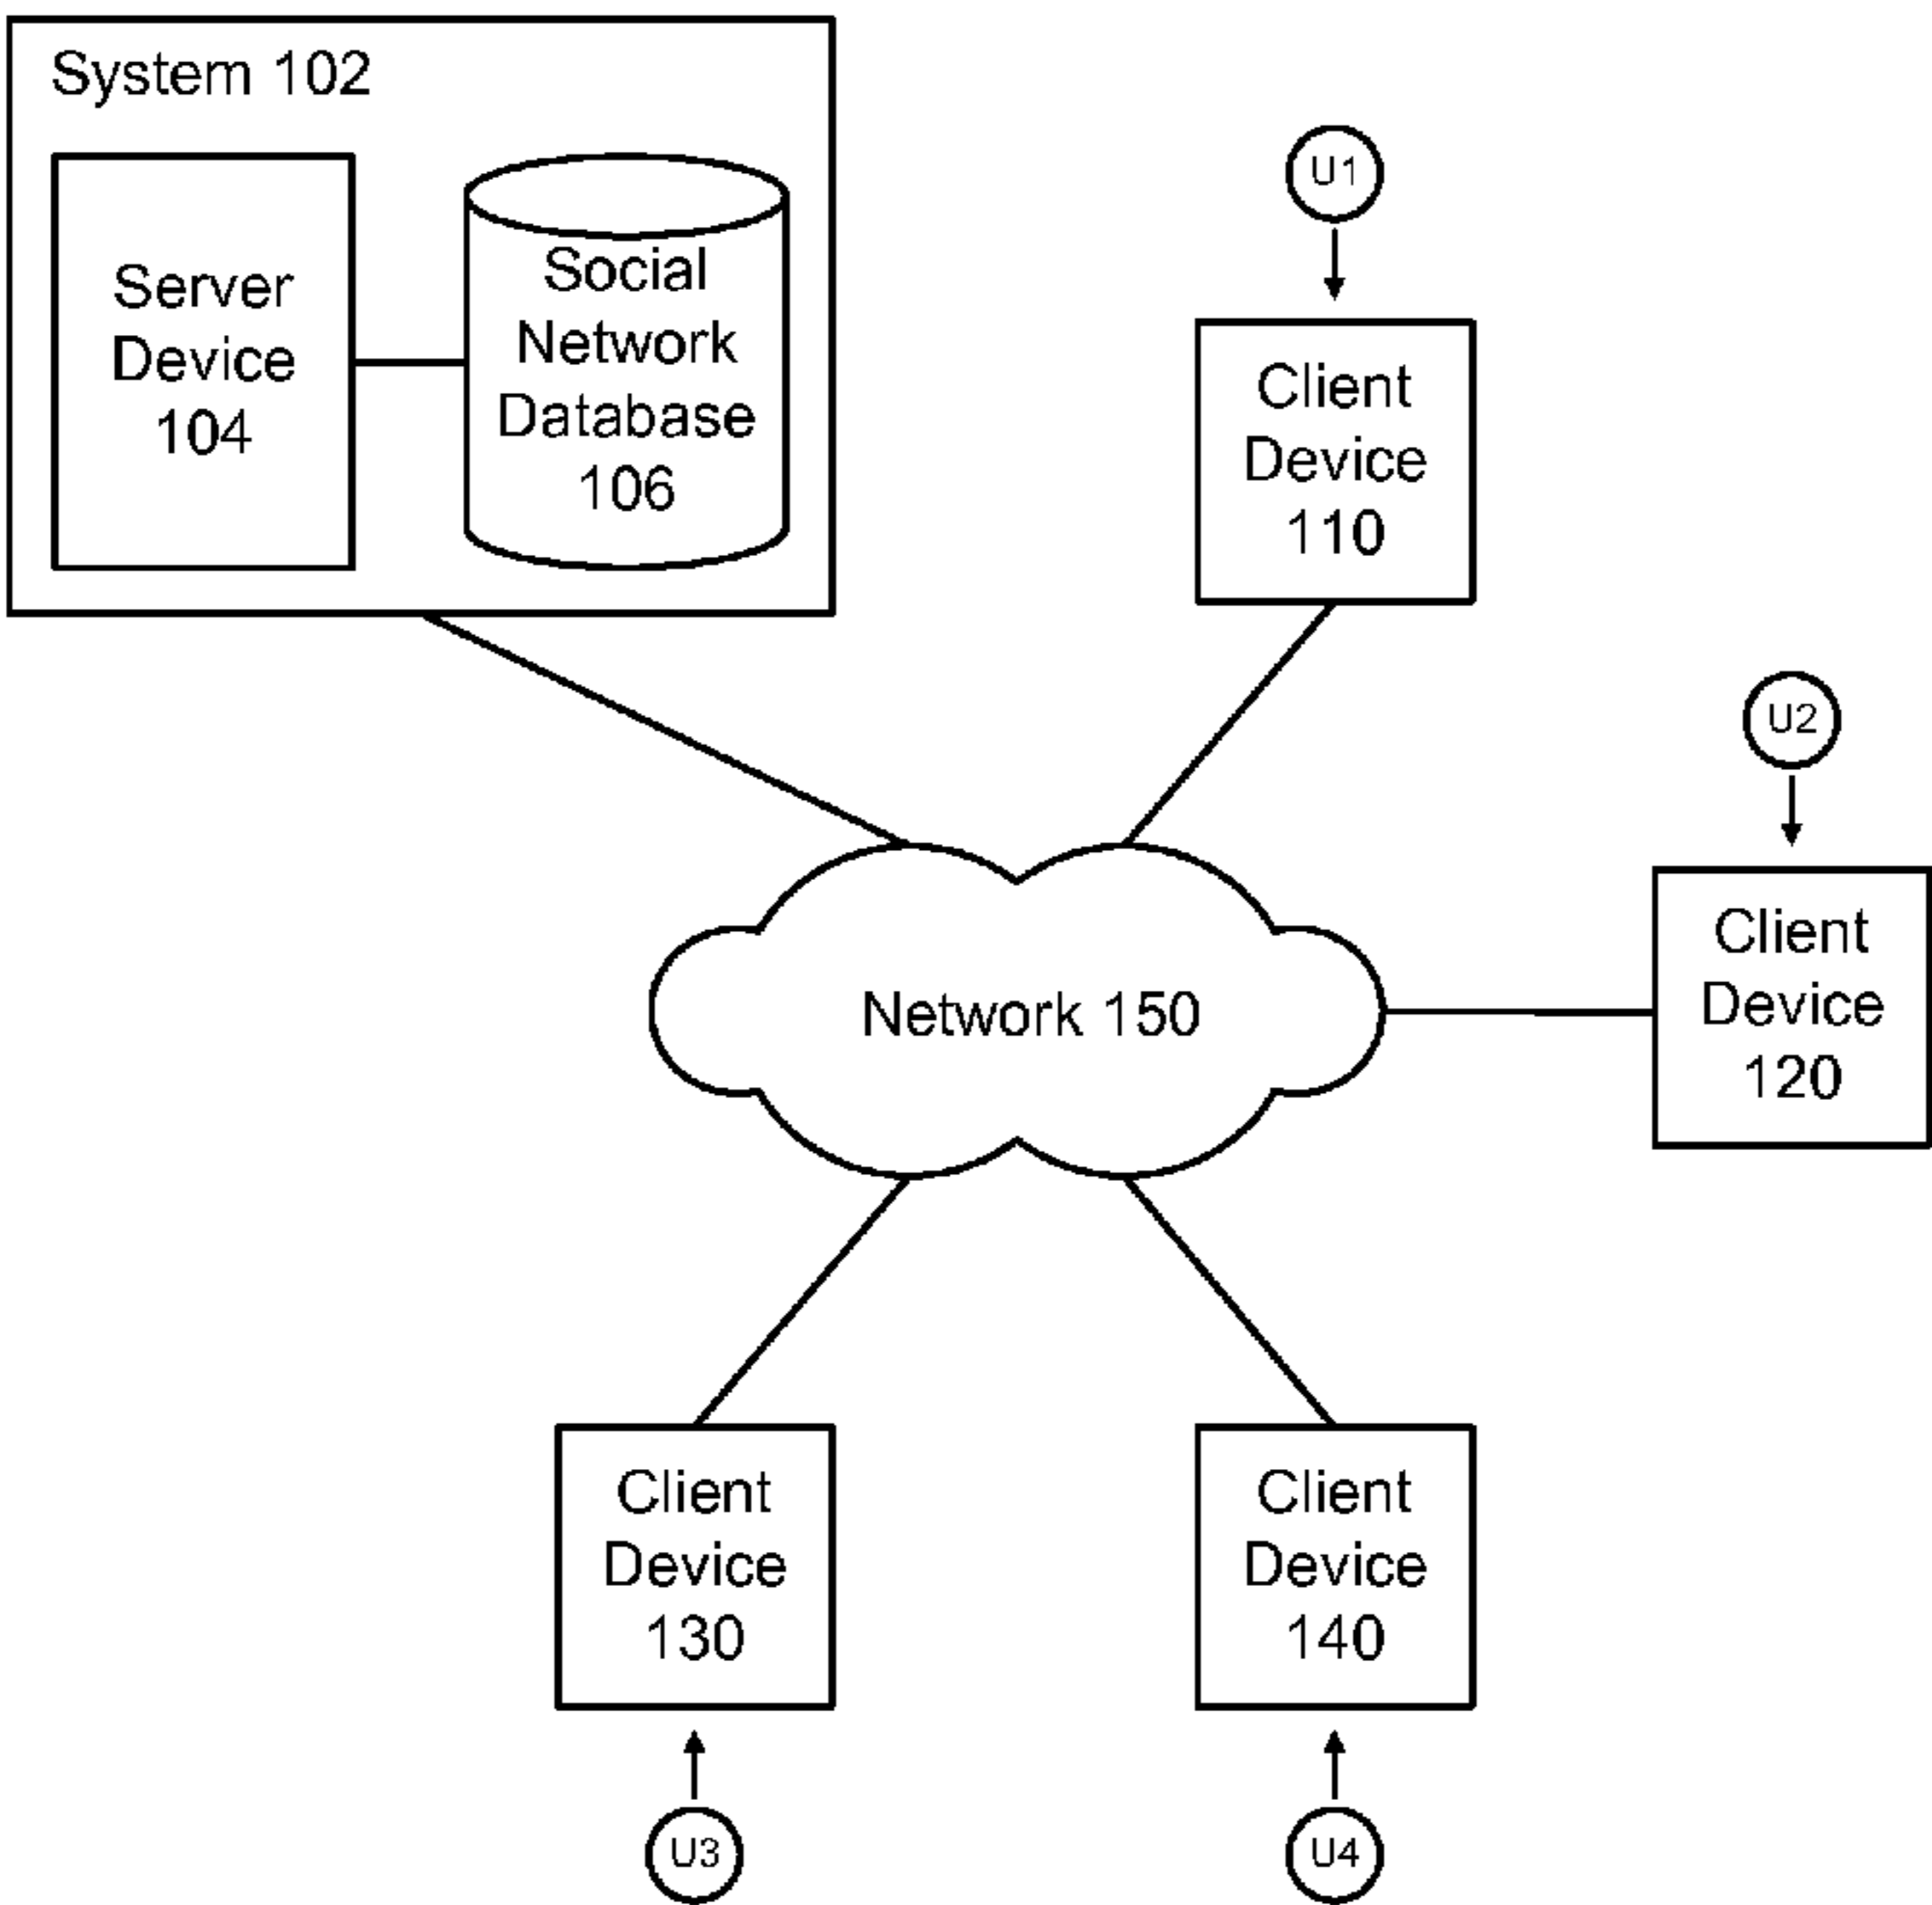 System 102
Server
Device
104
Social
Network
Database
106
U1
Client
Device
110
U2
Client
Device
120
Network 150
Client
Device
130
Client
Device
140
U3
U4